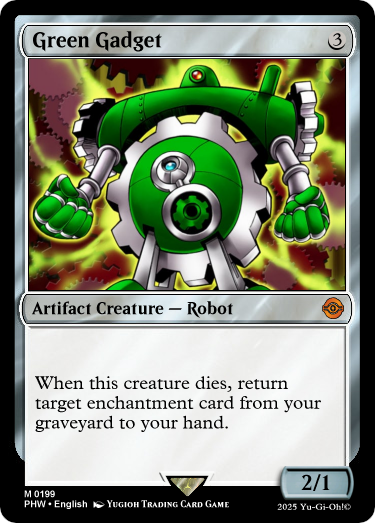 Green Gadget 3
Artifact Creature — Robot
When this creature dies, return
target enchantment card from your
graveyard to your hand.
2/1
M 0199
PHW • English Yugioh Trading Card Game
2025 Yu-Gi-Oh!©